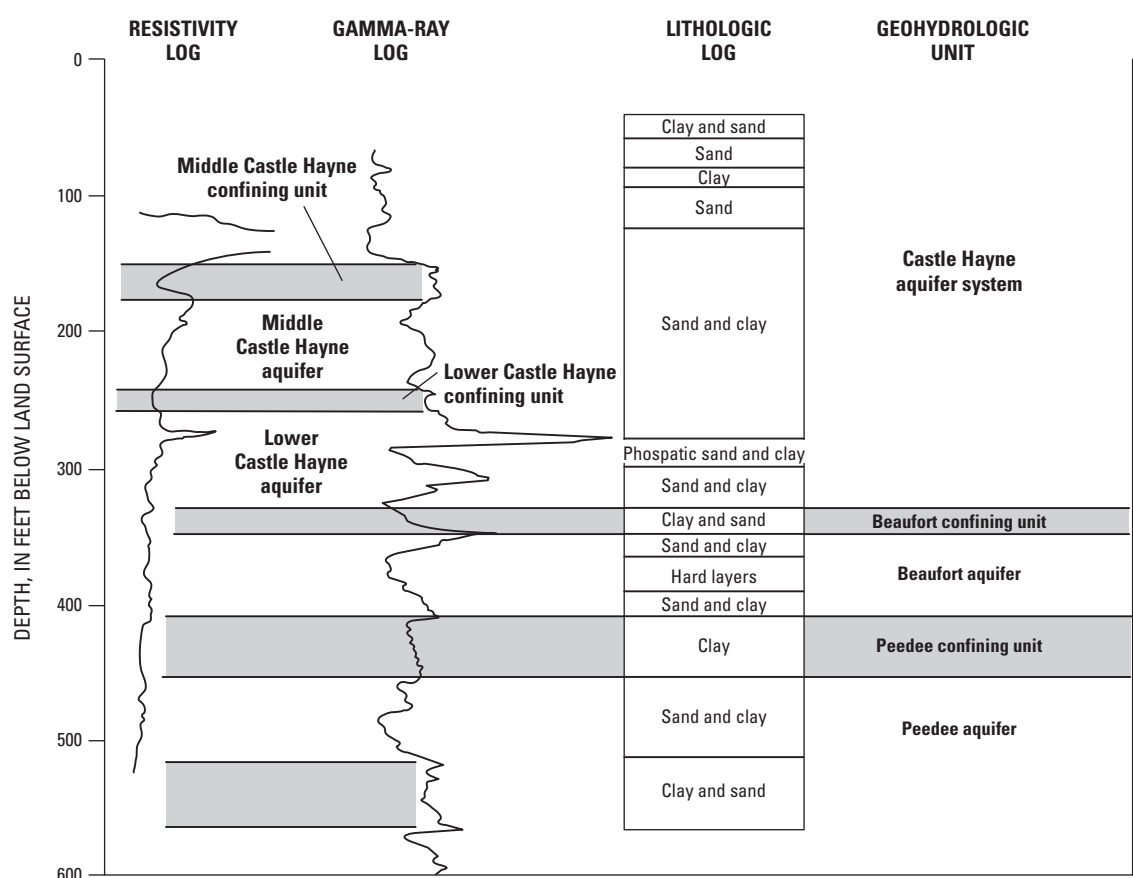 RESISTIVITY
LOG
GAMMA-RAY
LOG
LITHOLOGIC
LOG
GEOHYDROLOGIC
UNIT
DEPTH, IN FEET BELOW LAND SURFACE
0
100
200
300
400
500
600
Middle Castle Hayne
confining unit
Middle
Castle Hayne
aquifer
Lower Castle Hayne
confining unit
Lower
Castle Hayne
aquifer
Clay and sand
Sand
Clay
Sand
Sand and clay
Phospatic sand and clay
Sand and clay
Clay and sand
Sand and clay
Hard layers
Sand and clay
Clay
Sand and clay
Clay and sand
Castle Hayne
aquifer system
Beaufort confining unit
Beaufort aquifer
Peedee confining unit
Peedee aquifer